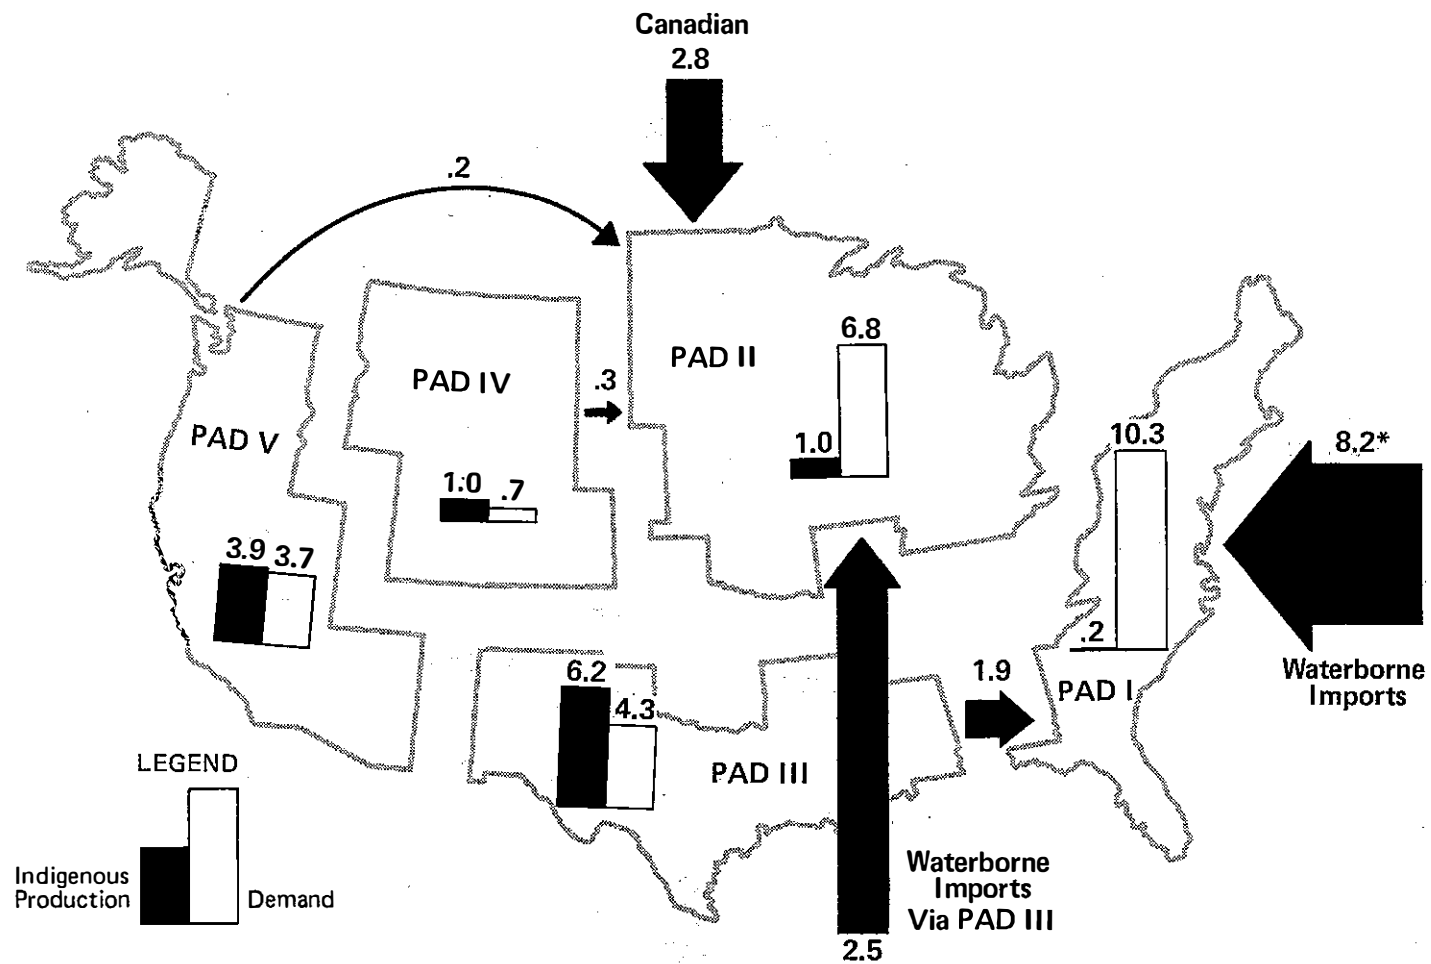 Canadian
2.8
.2
6.8
PAD II
.3
PAD IV
1.0
10.3
8.2*
PAD V
1.0 .7
3.9 3.7
.2
Waterborne
Imports
1.9
PAD I
6.2
4.3
PAD III
LEGEND
Indigenous
Production
Demand
Waterborne
Imports
Via PAD III
2.5